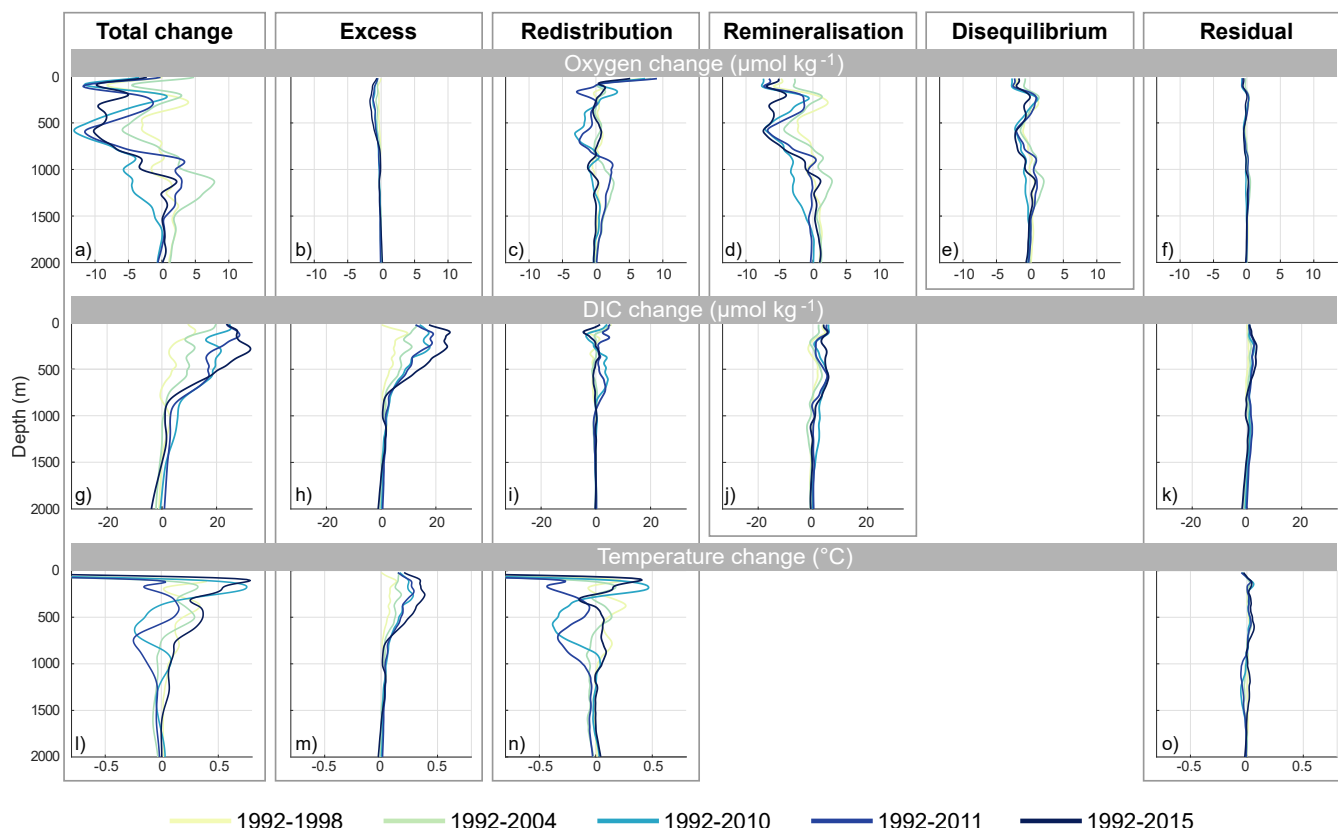 Total change Excess Redistribution Remineralisation Disequilibrium Residual
Oxygen change (µmol kg⁻¹)
0
500
1000
1500
2000
a) b) c) d) e) f)
-10 -5 0 5 10 -10 -5 0 5 10 -10 -5 0 5 10 -10 -5 0 5 10 -10 -5 0 5 10 -10 -5 0 5 10
DIC change (µmol kg⁻¹)
0
500
1000
1500
2000
Depth (m)
g) h) i) j) k)
-20 0 20 -20 0 20 -20 0 20 -20 0 20 -20 0 20
Temperature change (°C)
0
500
1000
1500
2000
l) m) n) o)
-0.5 0 0.5 -0.5 0 0.5 -0.5 0 0.5 -0.5 0 0.5
1992-1998 1992-2004 1992-2010 1992-2011 1992-2015